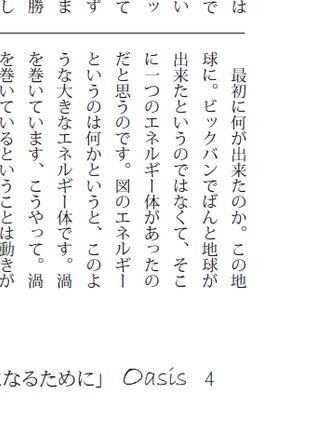 は
い
ッ
て
ず
ま
勝
し
最初に何が出来たのか。この地
球に。ビックバンでばんと地球が
出来たというのではなくて、そこ
に一つのエネルギー体があったの
だと思うのです。図のエネルギー
というのは何かというと、このよ
うな大きなエネルギー体です。渦
を巻いています、こうやって。渦
を巻いているということは動きが
になるために」 Oasis 4